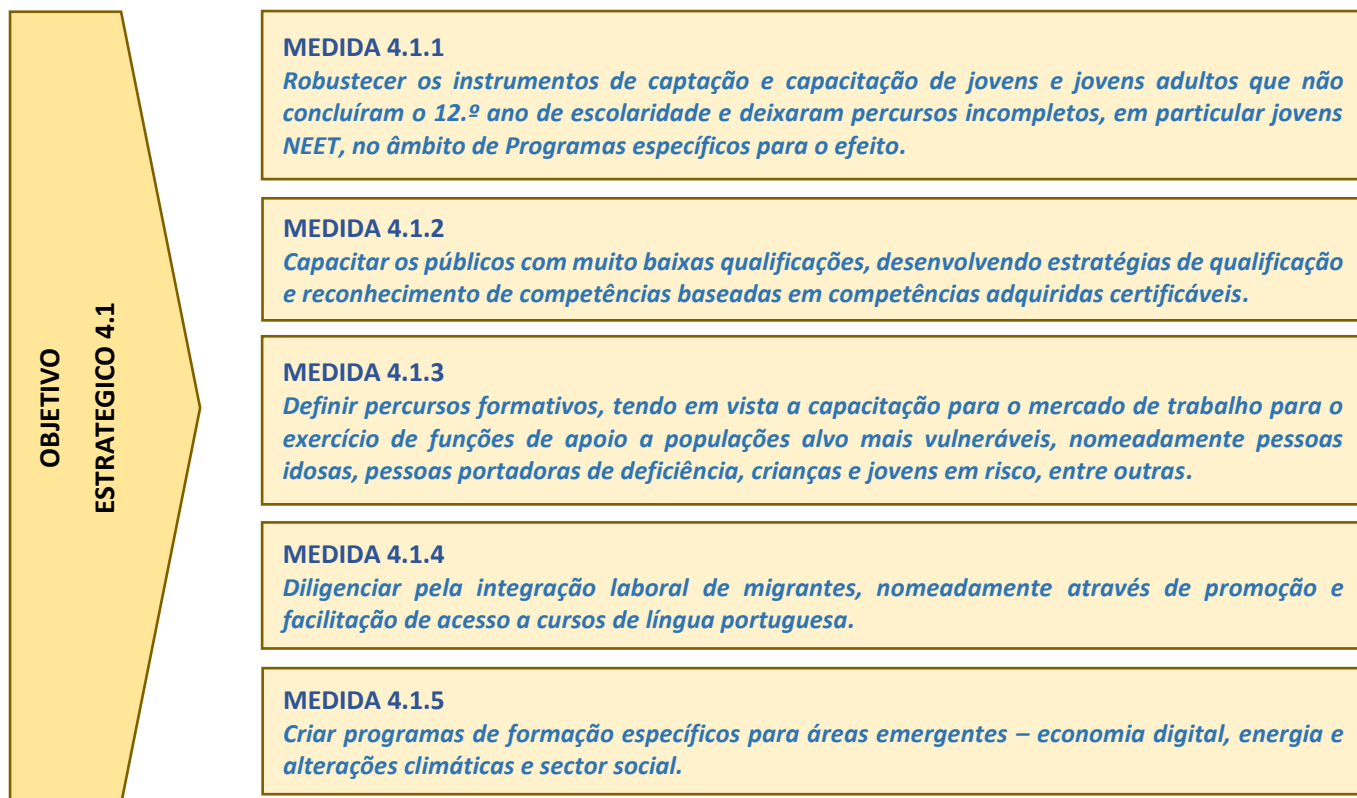 OBJETIVO
ESTRATEGICO 4.1
MEDIDA 4.1.1
Robustecer os instrumentos de captação e capacitação de jovens e jovens adultos que não
concluíram o 12.º ano de escolaridade e deixaram percursos incompletos, em particular jovens
NEET, no âmbito de Programas específicos para o efeito.
MEDIDA 4.1.2
Capacitar os públicos com muito baixas qualificações, desenvolvendo estratégias de qualificação
e reconhecimento de competências baseadas em competências adquiridas certificáveis.
MEDIDA 4.1.3
Definir percursos formativos, tendo em vista a capacitação para o mercado de trabalho para o
exercício de funções de apoio a populações alvo mais vulneráveis, nomeadamente pessoas
idosas, pessoas portadoras de deficiência, crianças e jovens em risco, entre outras.
MEDIDA 4.1.4
Diligenciar pela integração laboral de migrantes, nomeadamente através de promoção e
facilitação de acesso a cursos de língua portuguesa.
MEDIDA 4.1.5
Criar programas de formação específicos para áreas emergentes – economia digital, energia e
alterações climáticas e sector social.